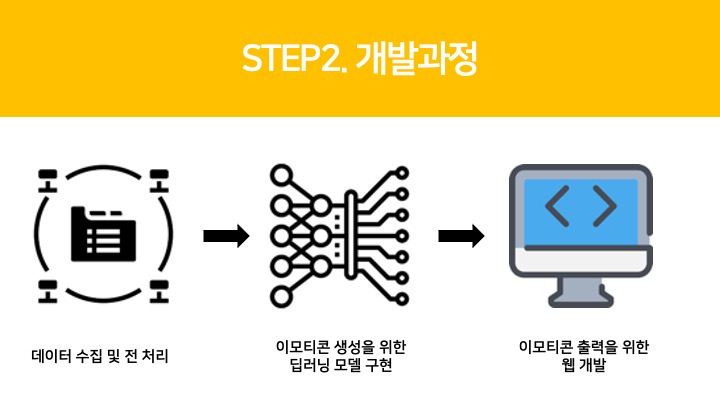 STEP2. 개발과정
데이터 수집 및 전 처리
이모티콘 생성을 위한
딥러닝 모델 구현
이모티콘 출력을 위한
웹 개발